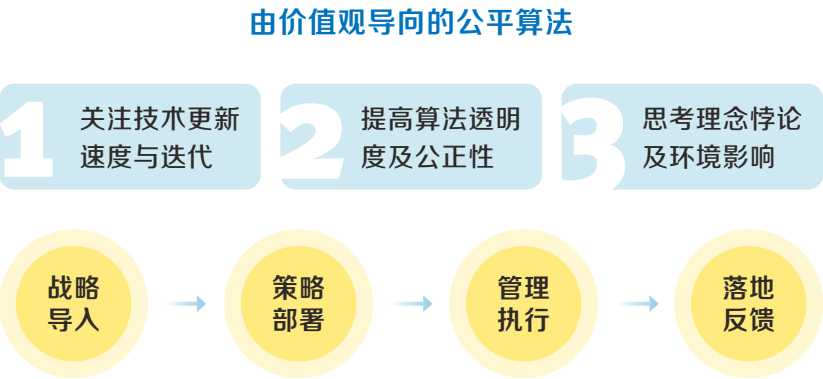 由价值观导向的公平算法
1
关注技术更新
速度与迭代
2
提高算法透明
度及公正性
3
思考理念悖论
及环境影响
战略
导入
策略
部署
管理
执行
落地
反馈